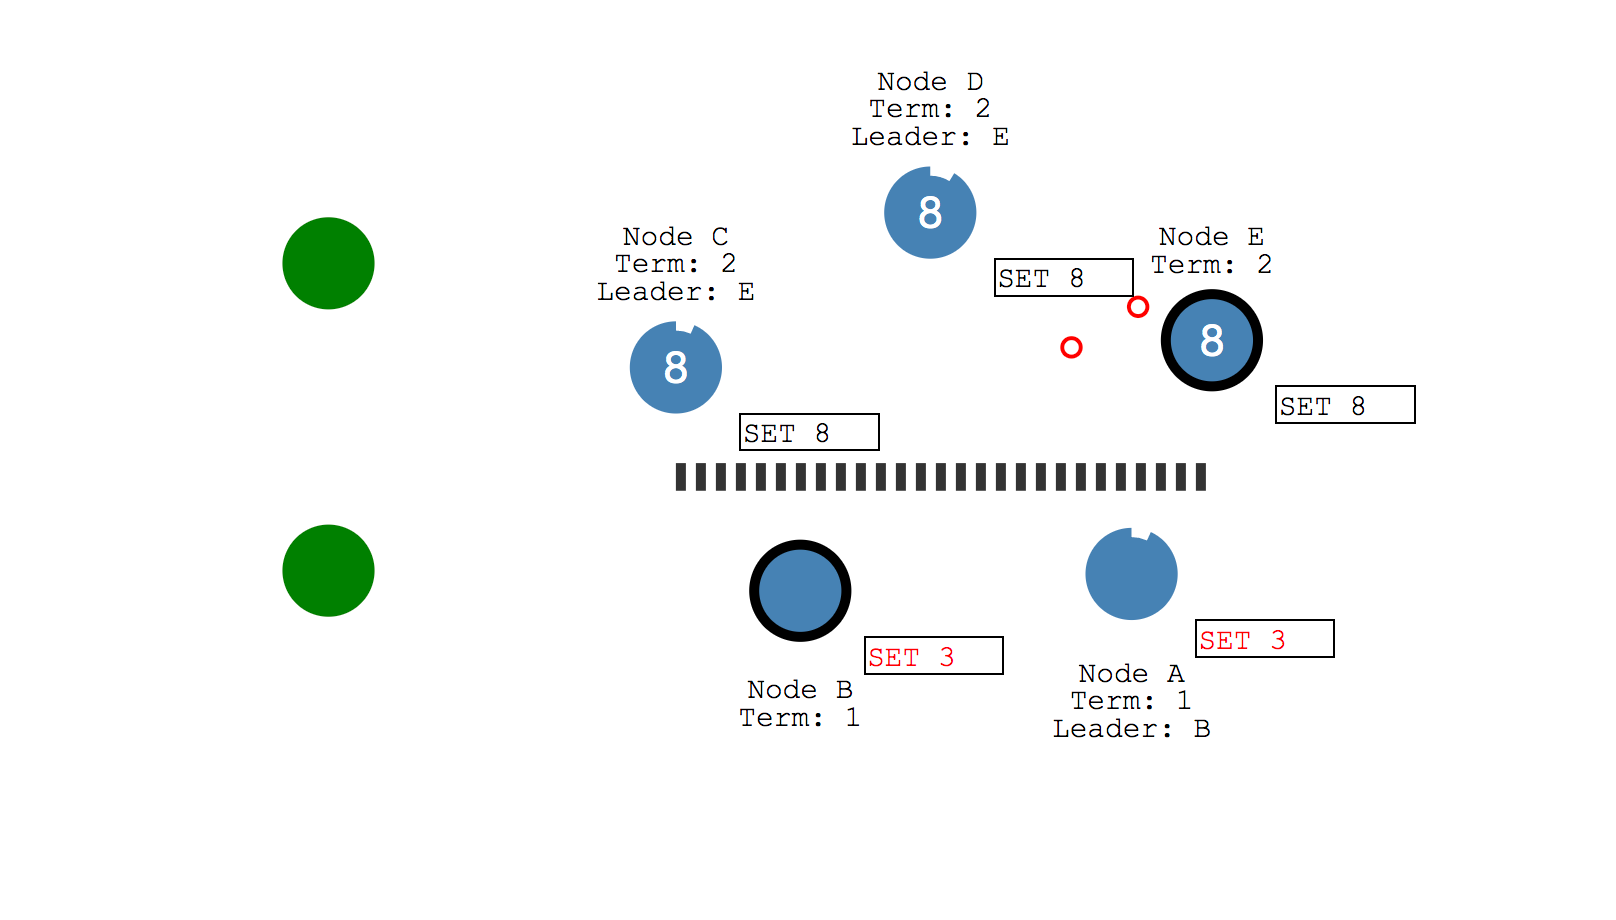 Node D
Term: 2
Leader: E
8
SET 8
Node C
Term: 2
Leader: E
8
SET 8
Node E
Term: 2
8
SET 8
SET 3
Node B
Term: 1
SET 3
Node A
Term: 1
Leader: B